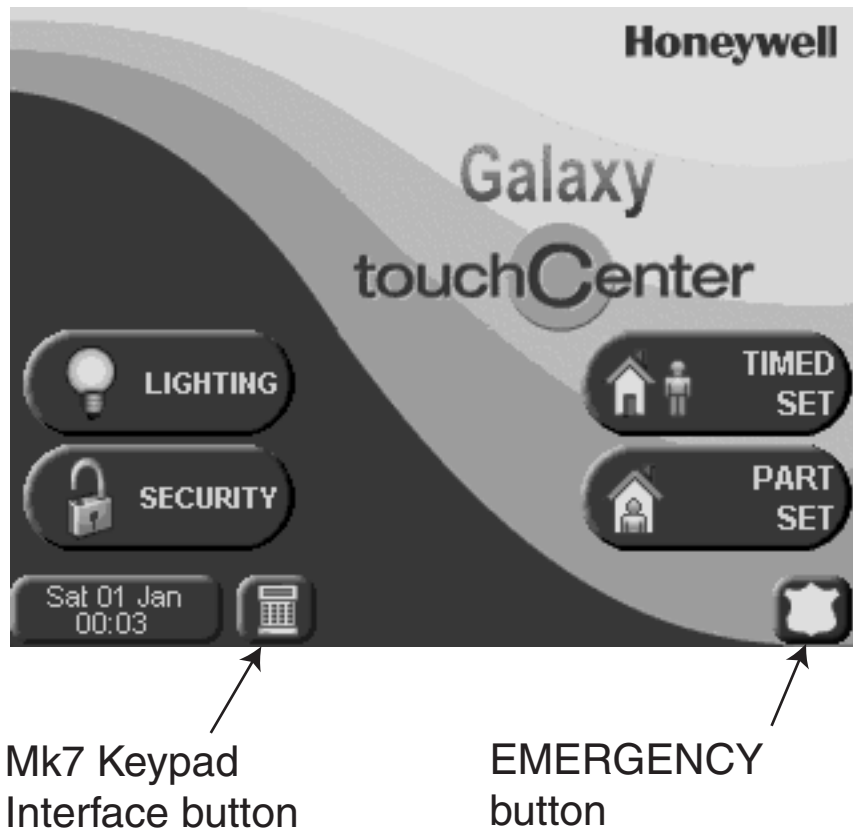 Honeywell
Galaxy
touchCenter
LIGHTING
TIMED
SET
SECURITY
PART
SET
Sat 01 Jan
00:03
Mk7 Keypad
Interface button
EMERGENCY
button